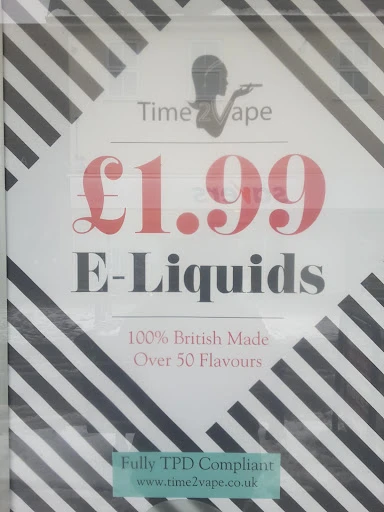 Time2Vape
£1.99
E-Liquids
100% British Made
Over 50 Flavours
Fully TPD Compliant
www.time2vape.co.uk